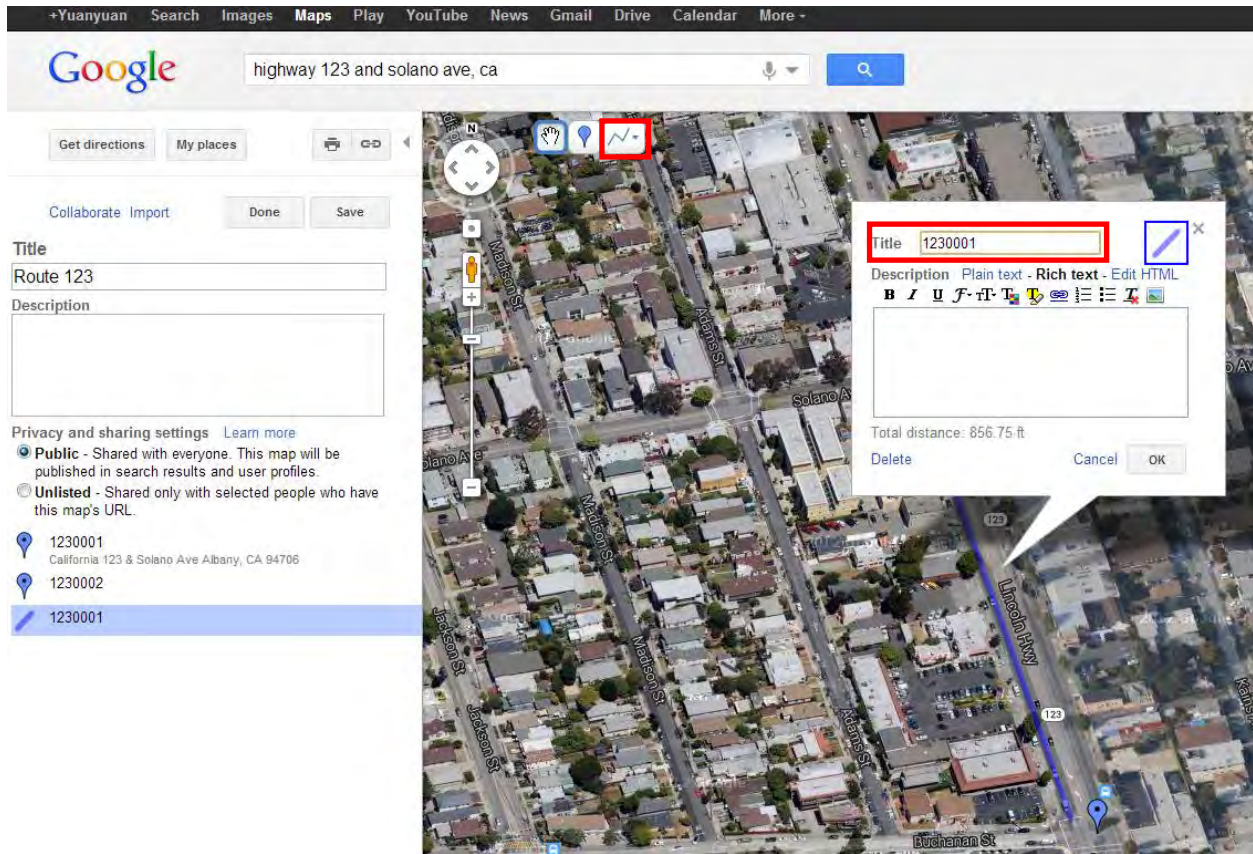 +Yuanyuan Search Images Maps Play YouTube News Gmail Drive Calendar More
Google
highway 123 and solano ave, ca
Get directions My places
Collaborate Import Done Save
Title
Route 123
Description
Privacy and sharing settings Learn more
Public - Shared with everyone. This map will be
published in search results and user profiles.
Unlisted - Shared only with selected people who have
this map's URL.
1230001
California 123 & Solano Ave Albany, CA 94706
1230002
1230001
N
Title 1230001
Description Plain text - Rich text - Edit HTML
B I U
Total distance: 856.75 ft
Delete Cancel OK
Madison St
Adams St
Solano
Madison St
123
Lincoln Hwy
Jackson St
Madison St
123
Jackson St
Adams St
Buchanan St